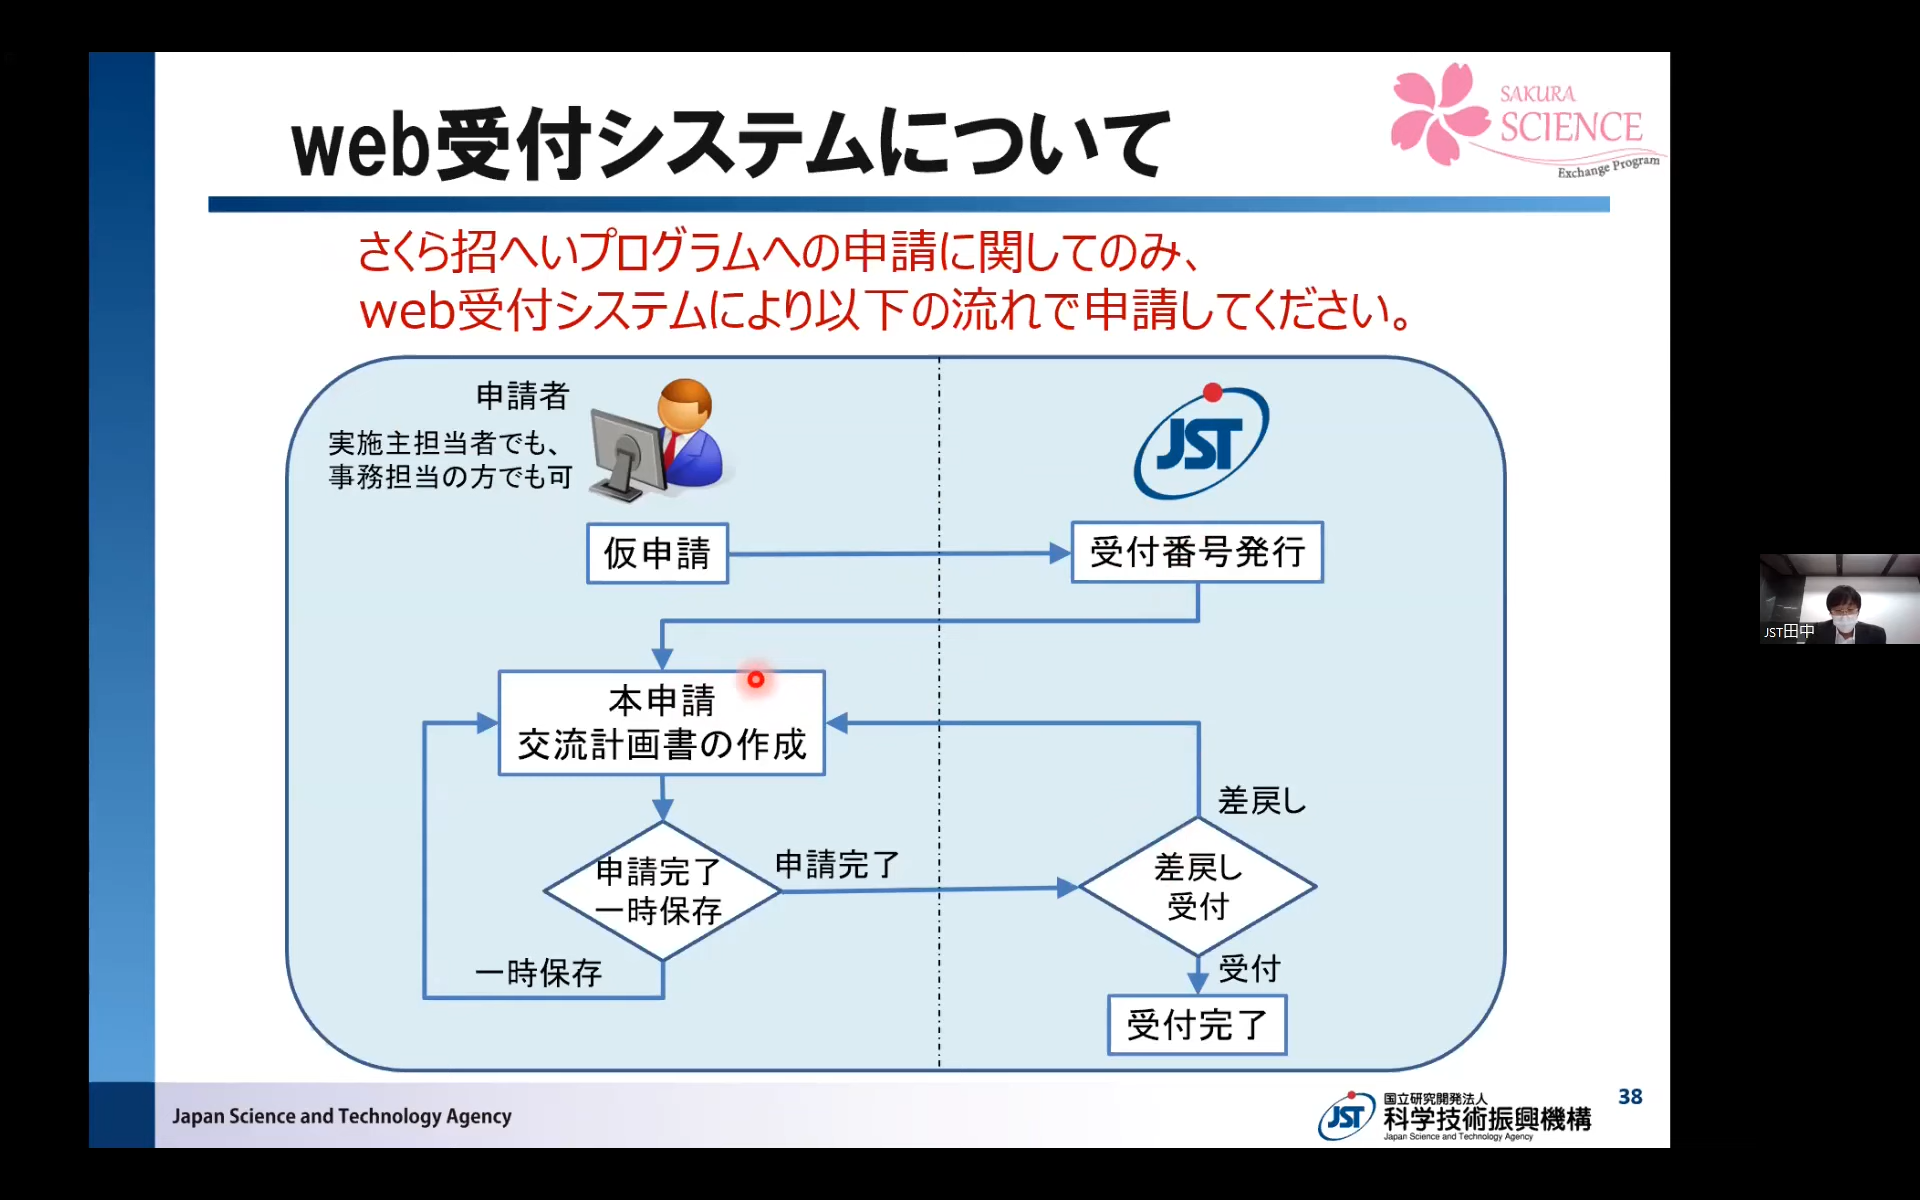 web受付システムについて
SAKURA
SCIENCE
Exchange Program
さくら招へいプログラムへの申請に関してのみ、
web受付システムにより以下の流れで申請してください。
申請者
実施主担当者でも、
事務担当の方でも可
JST
仮申請
受付番号発行
本申請
交流計画書の作成
差戻し
申請完了
一時保存
申請完了
差戻し
受付
一時保存
受付
受付完了
JST田中
Japan Science and Technology Agency
JST
国立研究開発法人
科学技術振興機構
Japan Science and Technology Agency
38